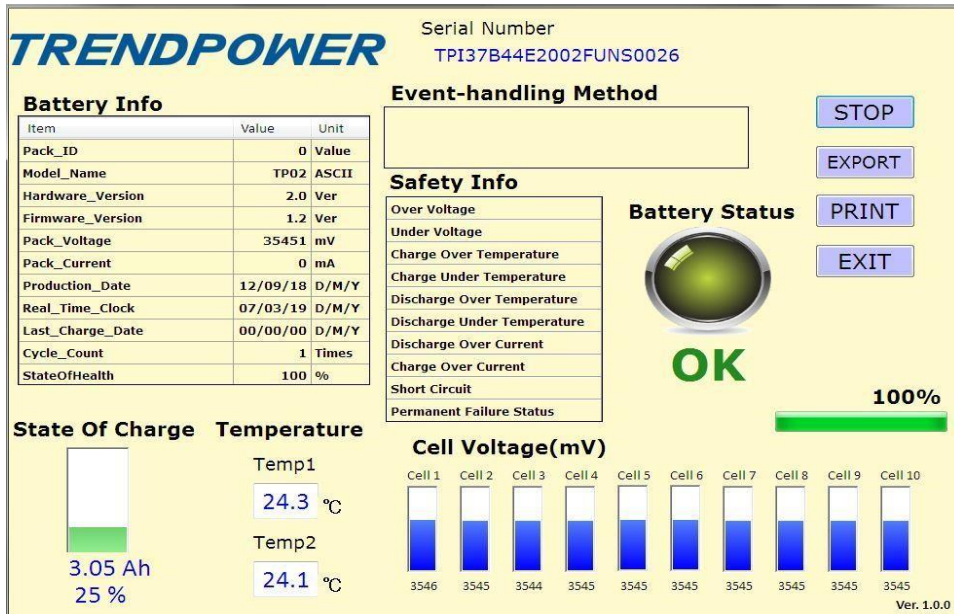 TRENDPOWER
Serial Number
TPI37B44E2002FUNS0026
Battery Info
Item Value Unit
Pack_ID 0 Value
Model_Name TP02 ASCII
Hardware_Version 2.0 Ver
Firmware_Version 1.2 Ver
Pack_Voltage 35451 mV
Pack_Current 0 mA
Production_Date 12/09/18 D/M/Y
Real_Time_Clock 07/03/19 D/M/Y
Last_Charge_Date 00/00/00 D/M/Y
Cycle_Count 1 Times
StateOfHealth 100 %
Event-handling Method
Safety Info
Over Voltage
Under Voltage
Charge Over Temperature
Charge Under Temperature
Discharge Over Temperature
Discharge Under Temperature
Discharge Over Current
Charge Over Current
Short Circuit
Permanent Failure Status
Battery Status
OK
STOP
EXPORT
PRINT
EXIT
100%
State Of Charge
3.05 Ah
25 %
Temperature
Temp1
24.3 °C
Temp2
24.1 °C
Cell Voltage(mV)
Cell 1 Cell 2 Cell 3 Cell 4 Cell 5 Cell 6 Cell 7 Cell 8 Cell 9 Cell 10
3546 3545 3544 3545 3545 3545 3545 3545 3545 3545
Ver. 1.0.0